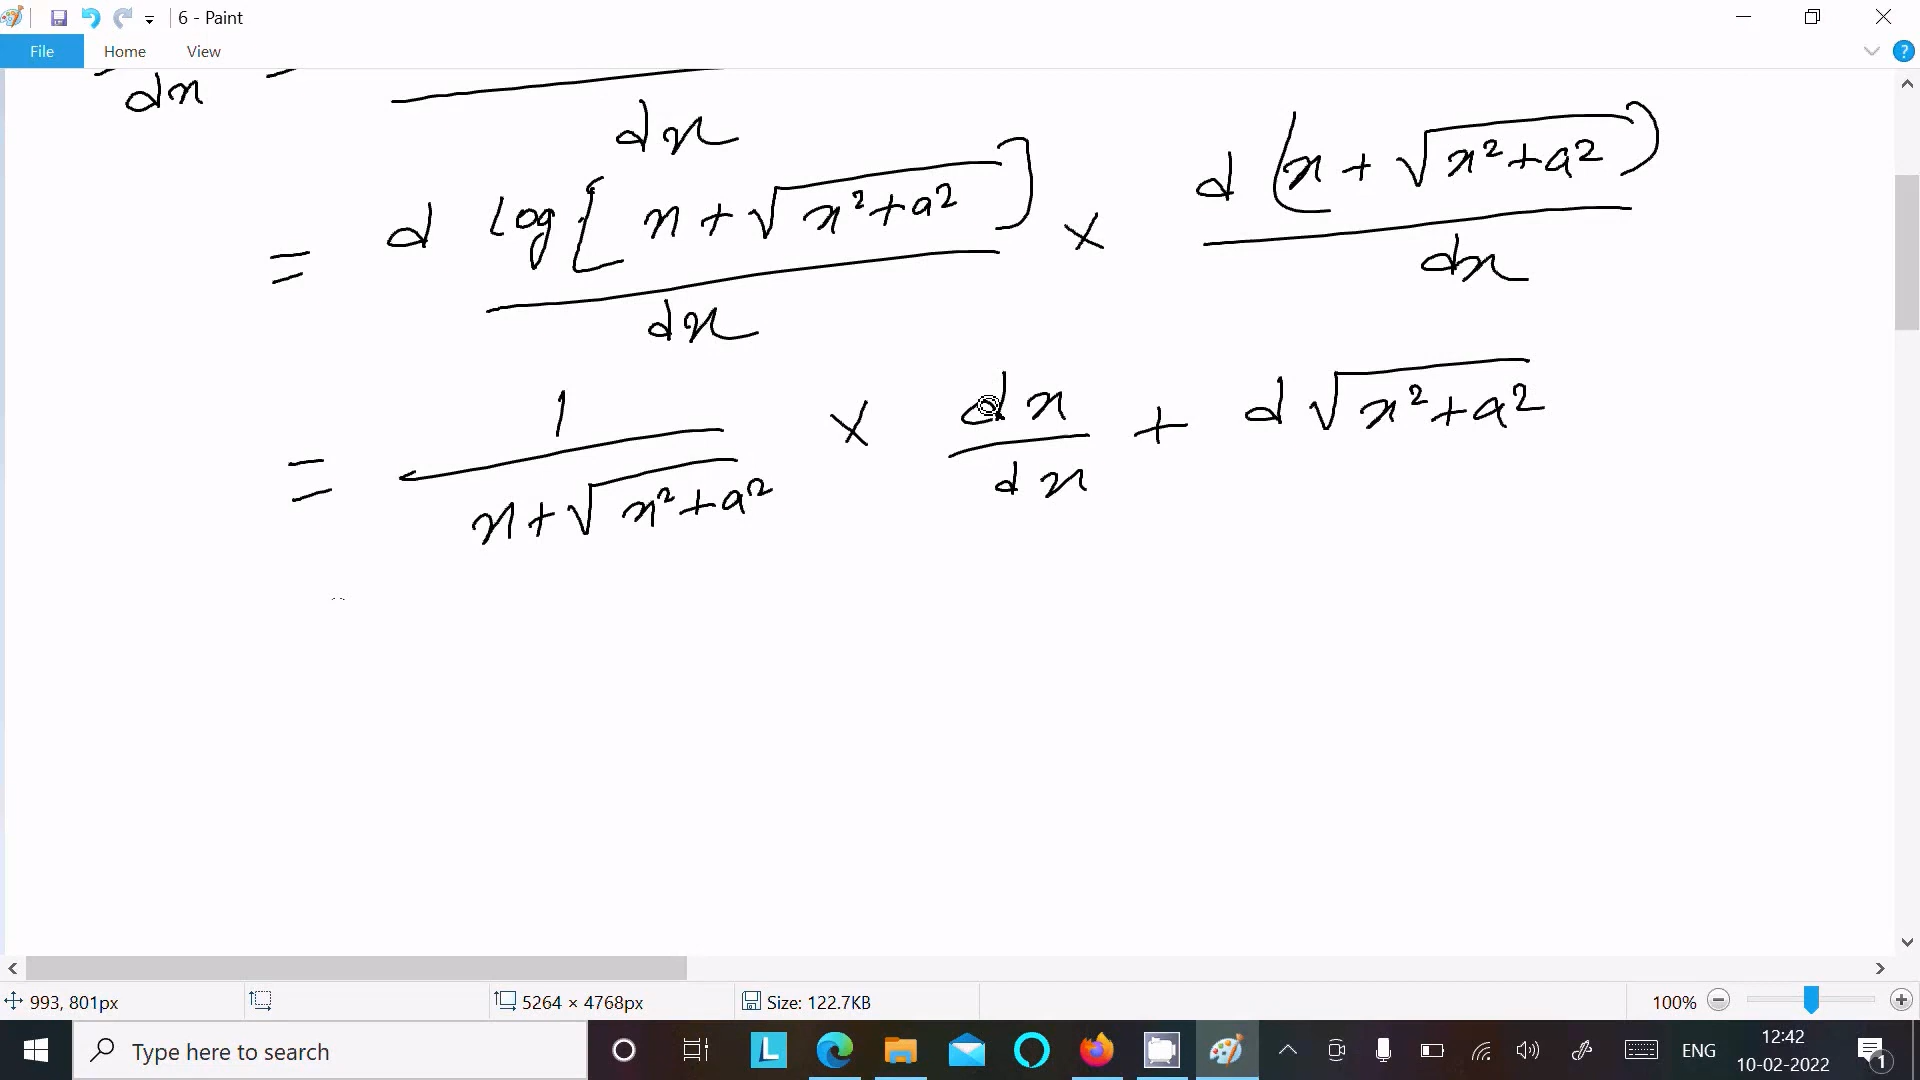 6 - Paint
File Home View
dx =
dx
= d log[x + √x²+a²] / dx × d(x + √x²+a²) / dx
= 1 / x + √x²+a² × dx / dx + d √x²+a²
993, 801px 5264 × 4768px Size: 122.7KB 100%
Type here to search ENG 12:42
10-02-2022
1